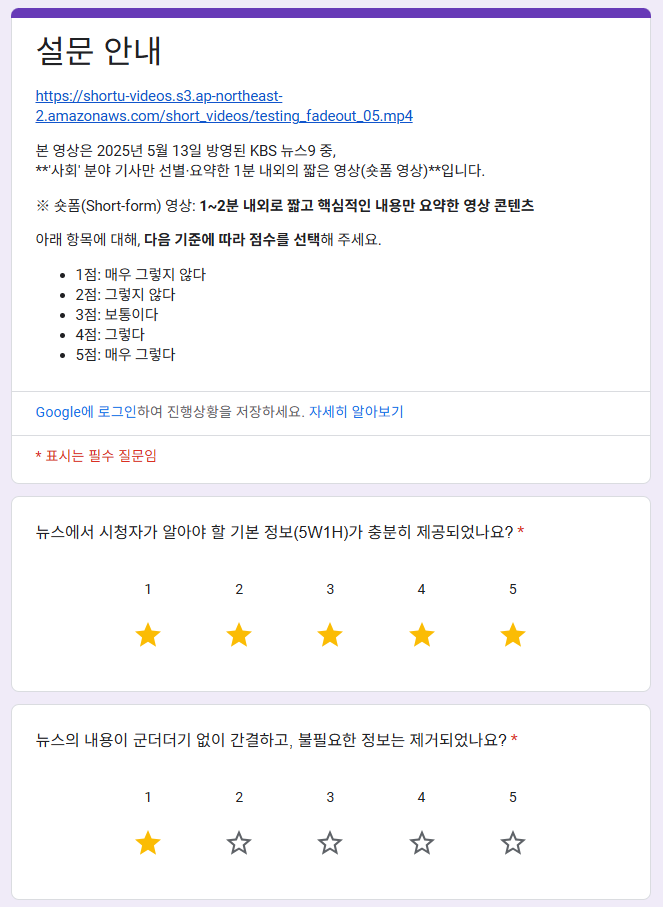 설문 안내
https://shortu-videos.s3.ap-northeast-
2.amazonaws.com/short_videos/testing_fadeout_05.mp4
본 영상은 2025년 5월 13일 방영된 KBS 뉴스9 중,
**'사회' 분야 기사만 선별·요약한 1분 내외의 짧은 영상(숏폼 영상)**입니다.
※ 숏폼(Short-form) 영상: 1~2분 내외로 짧고 핵심적인 내용만 요약한 영상 콘텐츠
아래 항목에 대해, 다음 기준에 따라 점수를 선택해 주세요.
• 1점: 매우 그렇지 않다
• 2점: 그렇지 않다
• 3점: 보통이다
• 4점: 그렇다
• 5점: 매우 그렇다
Google에 로그인하여 진행상황을 저장하세요. 자세히 알아보기
* 표시는 필수 질문임
뉴스에서 시청자가 알아야 할 기본 정보(5W1H)가 충분히 제공되었나요? *
1 2 3 4 5
뉴스의 내용이 군더더기 없이 간결하고, 불필요한 정보는 제거되었나요? *
1 2 3 4 5